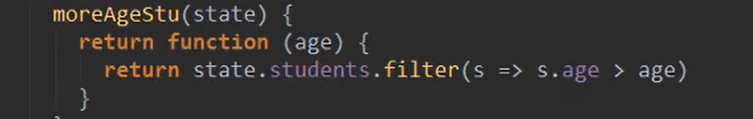 moreAgeStu(state) {
return function (age) {
return state.students.filter(s => s.age > age)
}